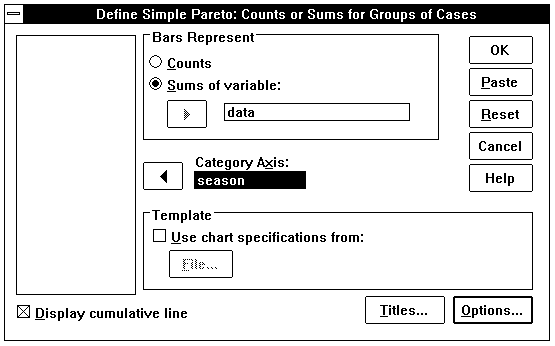 Define Simple Pareto: Counts or Sums for Groups of Cases
Bars Represent
Counts
Sums of variable:
data
Category Axis:
season
Template
Use chart specifications from:
File...
Display cumulative line
Titles...
Options...
OK
Paste
Reset
Cancel
Help